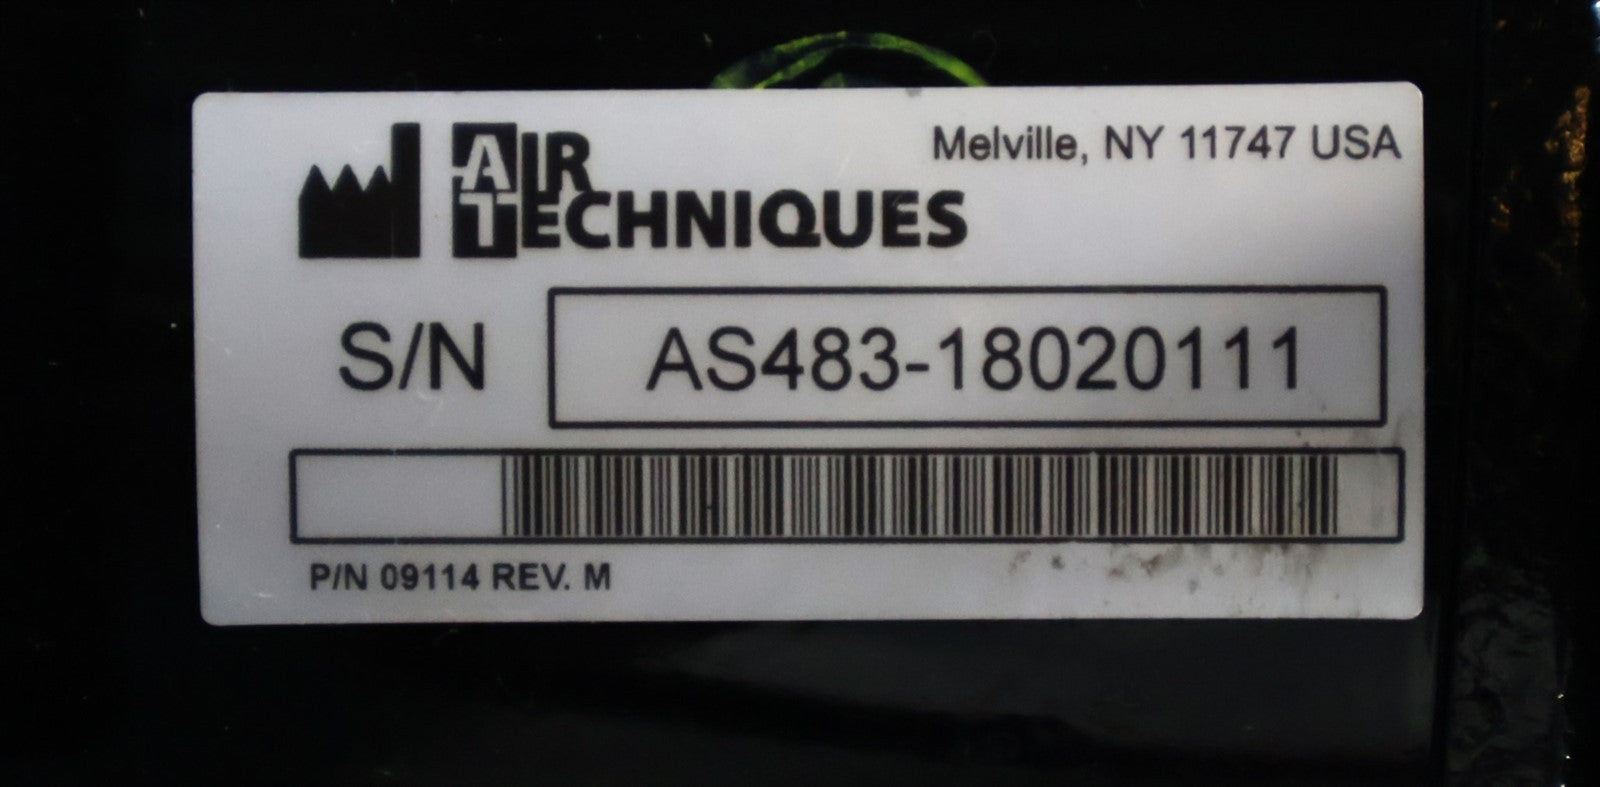 AIR TECHNIQUES
Melville, NY 11747 USA
S/N AS483-18020111
P/N 09114 REV. M